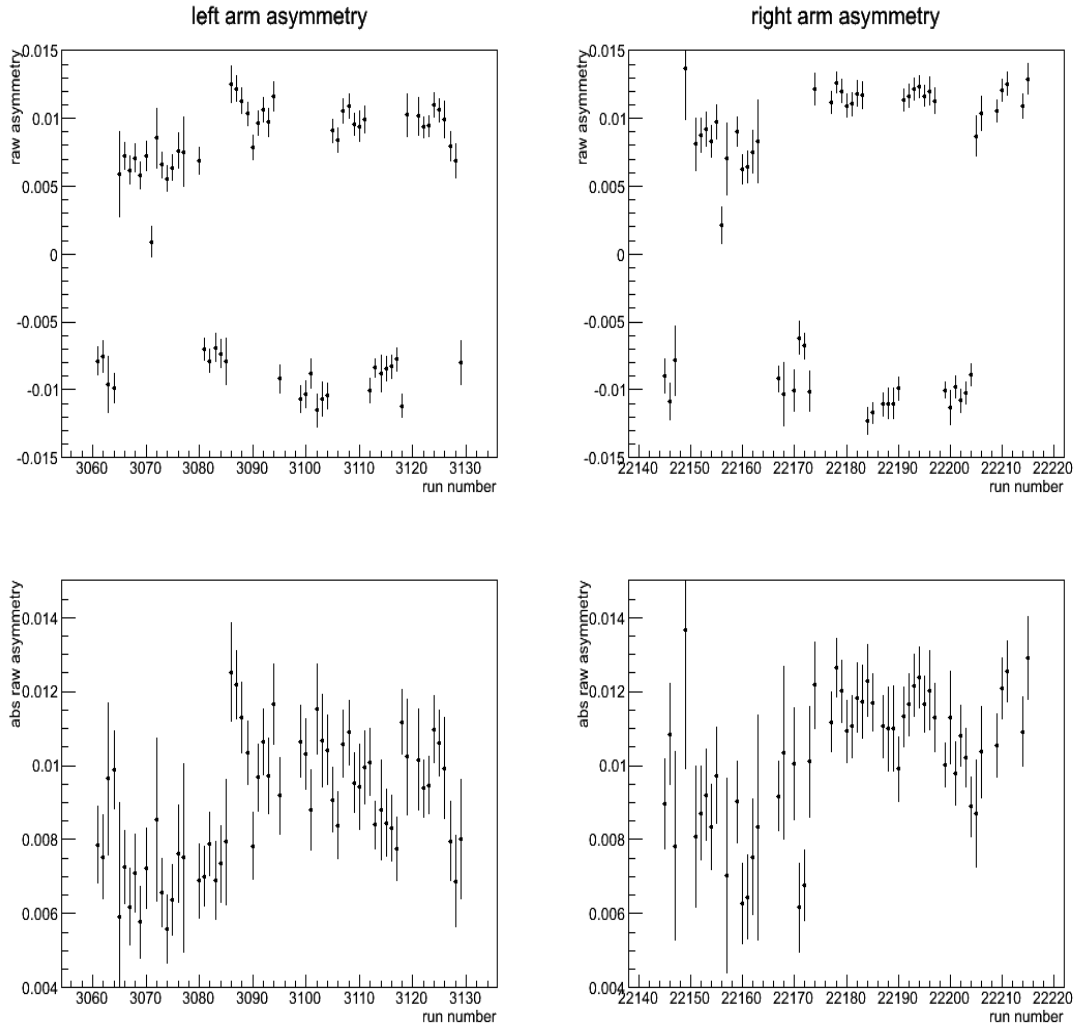 left arm asymmetry
raw asymmetry
0.015
0.01
0.005
0
-0.005
-0.01
-0.015
3060 3070 3080 3090 3100 3110 3120 3130
run number
right arm asymmetry
raw asymmetry
0.015
0.01
0.005
0
-0.005
-0.01
-0.015
22140 22150 22160 22170 22180 22190 22200 22210 22220
run number
abs raw asymmetry
0.014
0.012
0.01
0.008
0.006
0.004
3060 3070 3080 3090 3100 3110 3120 3130
run number
abs raw asymmetry
0.014
0.012
0.01
0.008
0.006
0.004
22140 22150 22160 22170 22180 22190 22200 22210 22220
run number